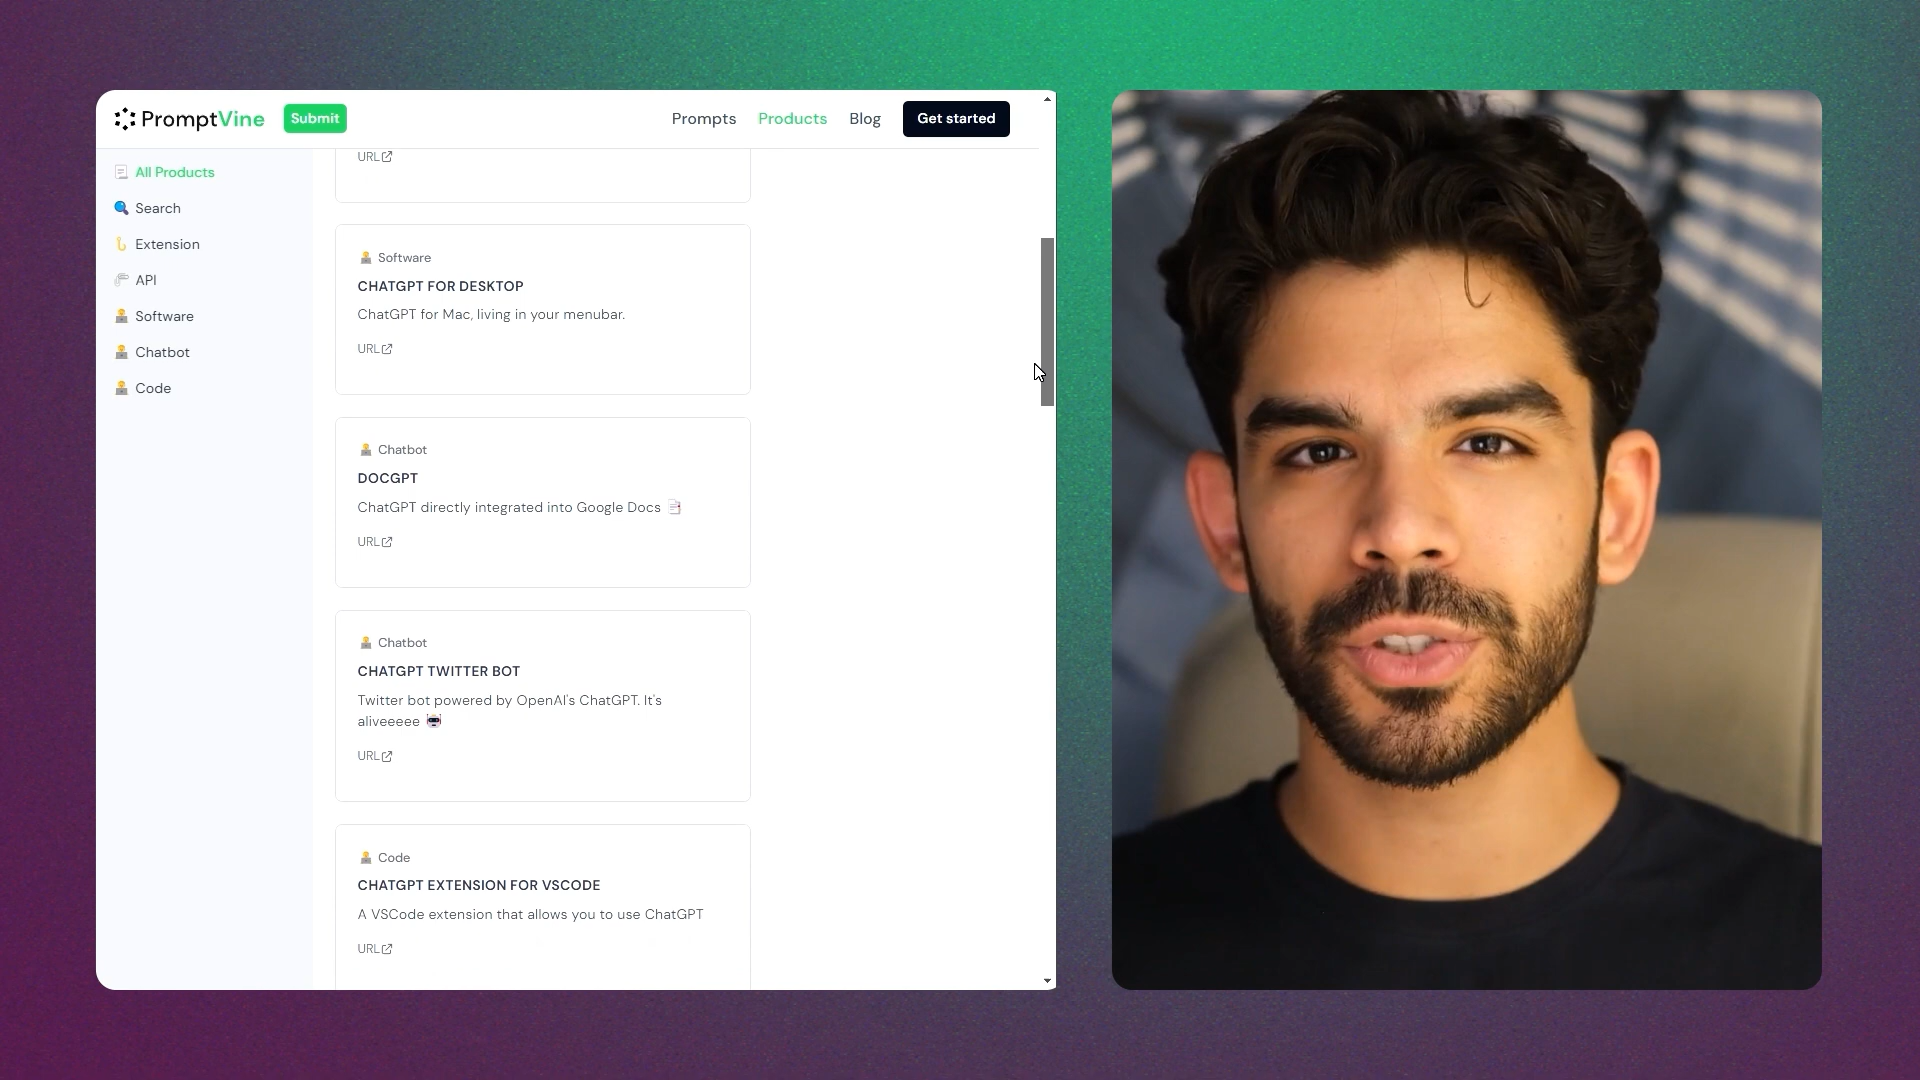 PromptVine
Submit
Prompts
Products
Blog
Get started
All Products
Search
Extension
API
Software
Chatbot
Code
URL
Software
CHATGPT FOR DESKTOP
ChatGPT for Mac, living in your menubar.
URL
Chatbot
DOCGPT
ChatGPT directly integrated into Google Docs
URL
Chatbot
CHATGPT TWITTER BOT
Twitter bot powered by OpenAI's ChatGPT. It's
aliveeeee
URL
Code
CHATGPT EXTENSION FOR VSCODE
A VSCode extension that allows you to use ChatGPT
URL